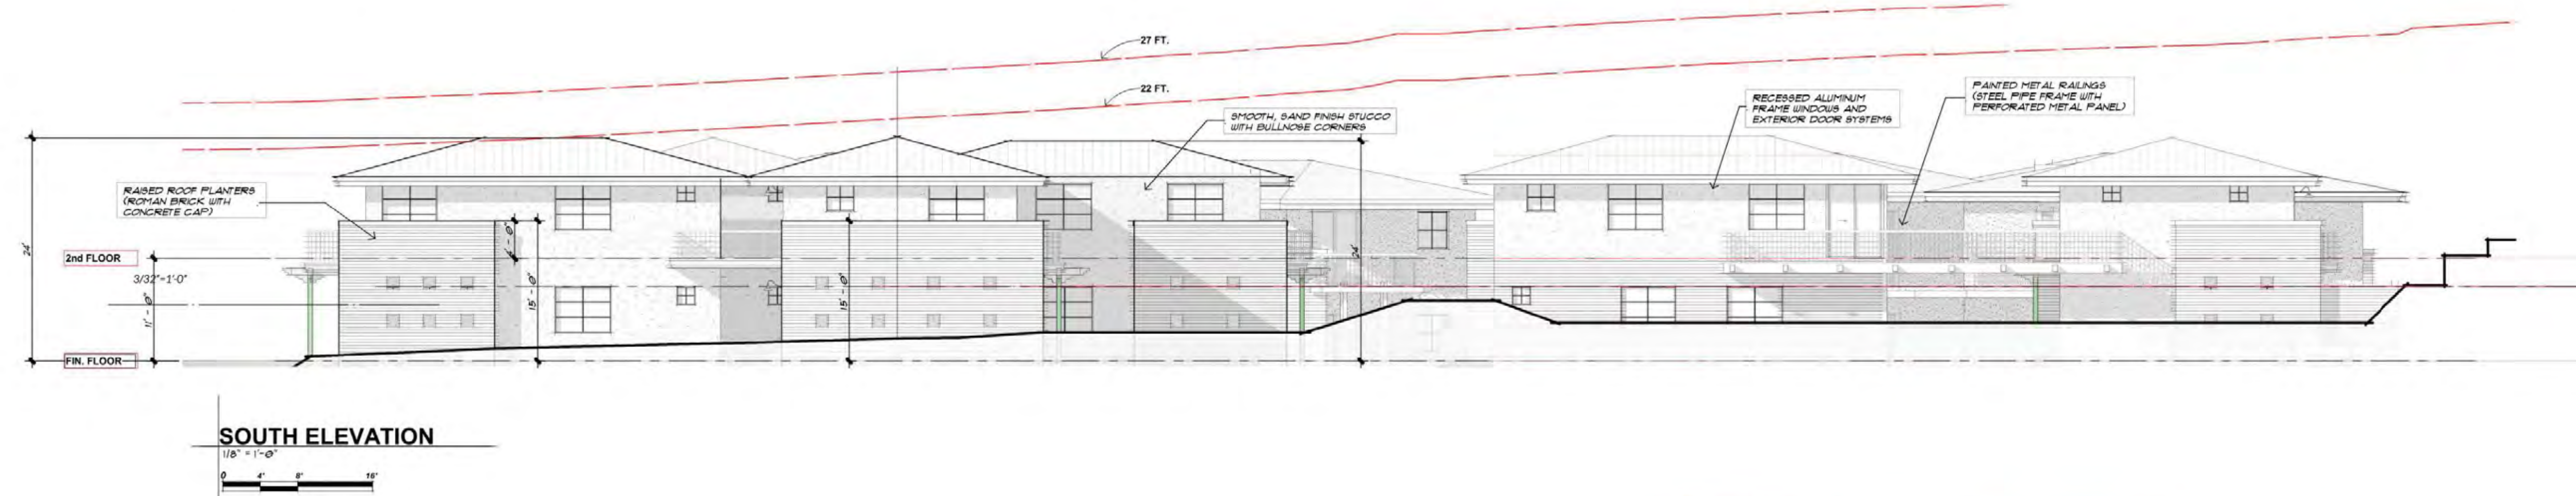 27 FT.
22 FT.
SMOOTH, SAND FINISH STUCCO
WITH BULLNOSE CORNERS
RECESSED ALUMINUM
FRAME WINDOWS AND
EXTERIOR DOOR SYSTEMS
PAINTED METAL RAILINGS
(STEEL PIPE FRAME WITH
PERFORATED METAL PANEL)
RAISED ROOF PLANTERS
(ROMAN BRICK WITH
CONCRETE CAP)
24'
2nd FLOOR
3/32"=1'-0"
11' - 0"
15' - 0"
15' - 0"
24'
FIN. FLOOR
SOUTH ELEVATION
1/8" = 1'-0"
0 4' 8' 16'